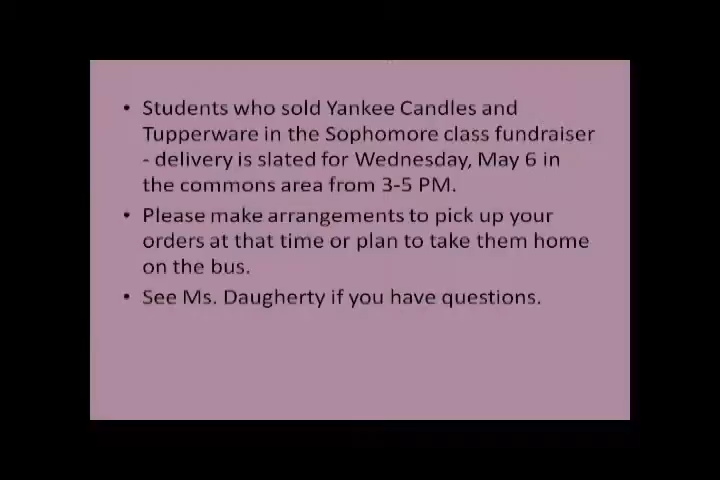 • Students who sold Yankee Candles and
Tupperware in the Sophomore class fundraiser
- delivery is slated for Wednesday, May 6 in
the commons area from 3-5 PM.
• Please make arrangements to pick up your
orders at that time or plan to take them home
on the bus.
• See Ms. Daugherty if you have questions.